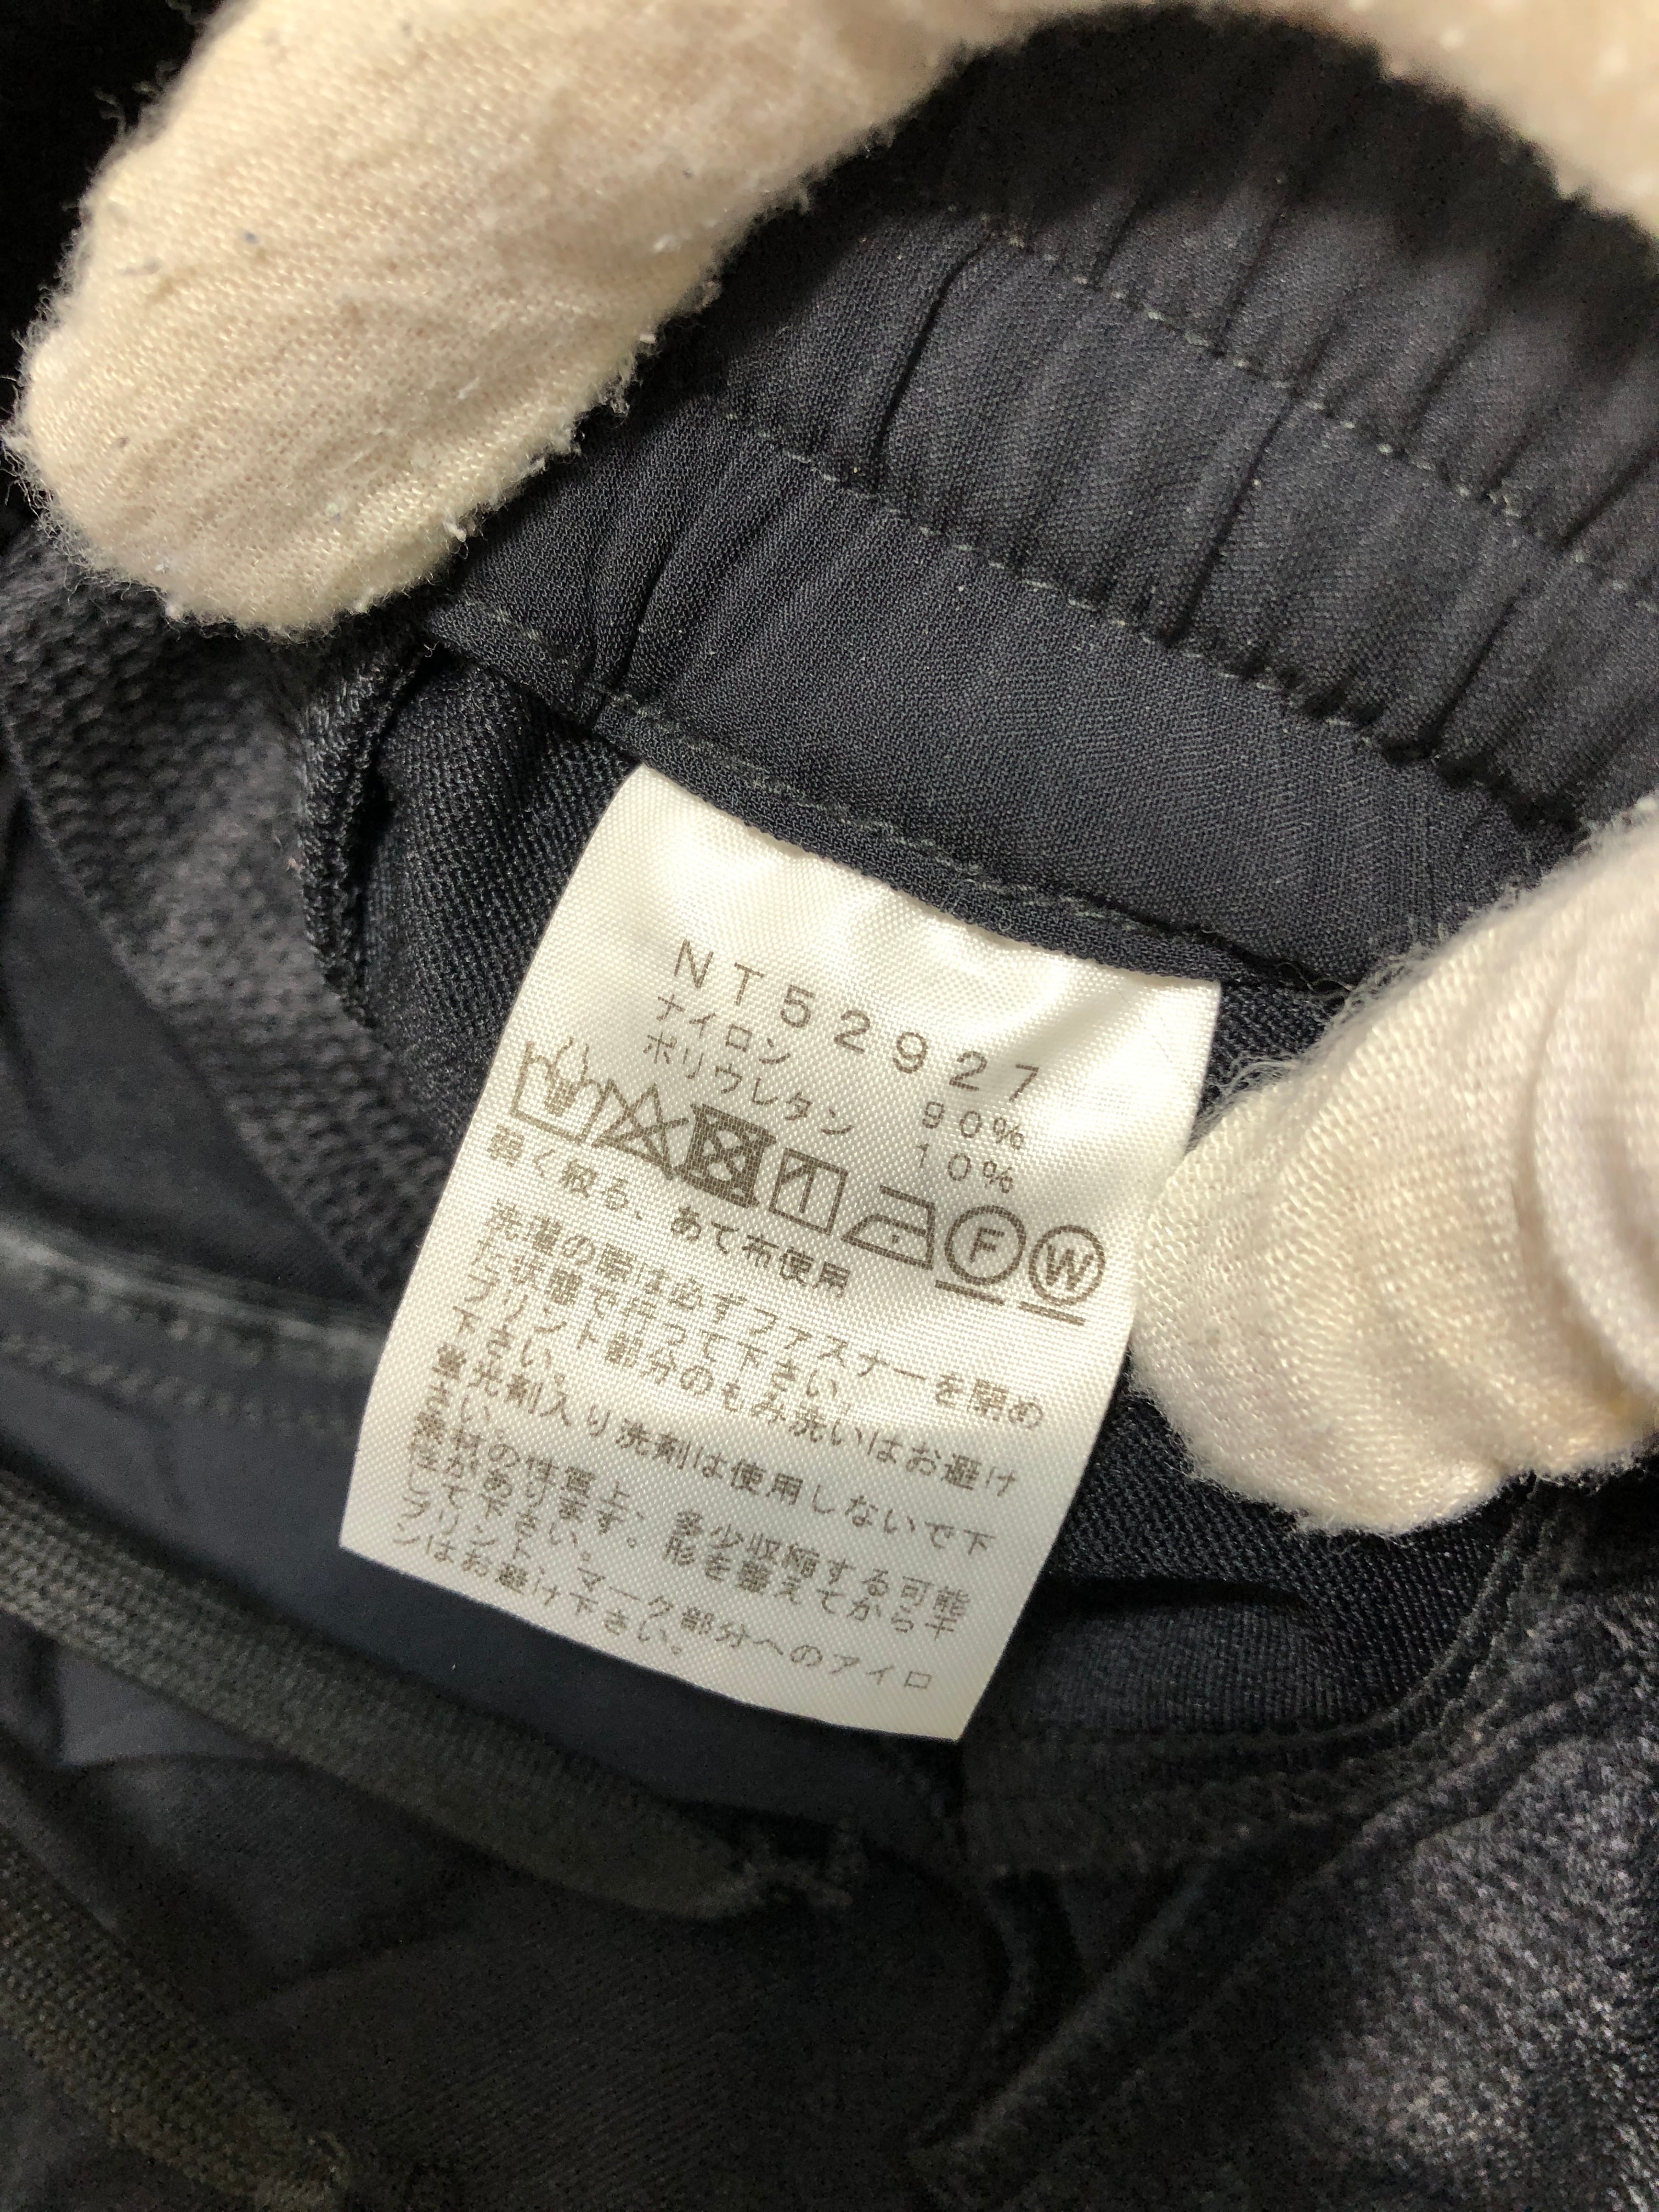 NT52927
ナイロン 90%
ポリウレタン 10%
F W
弱く絞る、あて布使用
洗濯の際は必ずファスナーを閉め
た状態で行って下さい。
プリント部分のもみ洗いはお避け
下さい。
蛍光剤入り洗剤は使用しないで下
さい。
素材の性質上、多少収縮する可能
性があります。形を整えてから干
して下さい。
プリント、マーク部分へのアイロ
ンはお避け下さい。